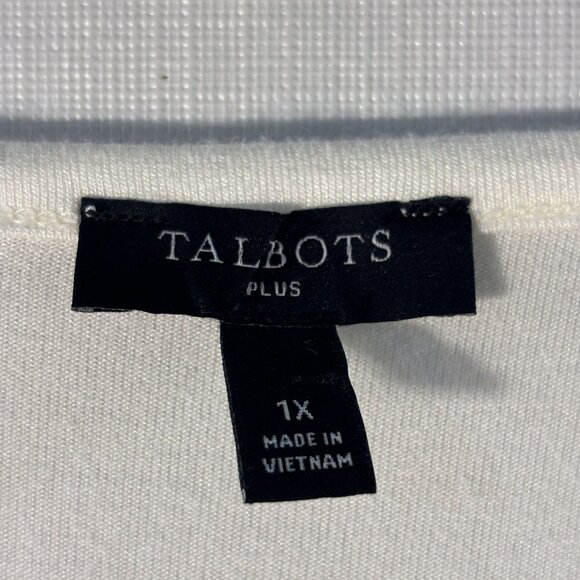 TALBOTS
PLUS
1X
MADE IN
VIETNAM